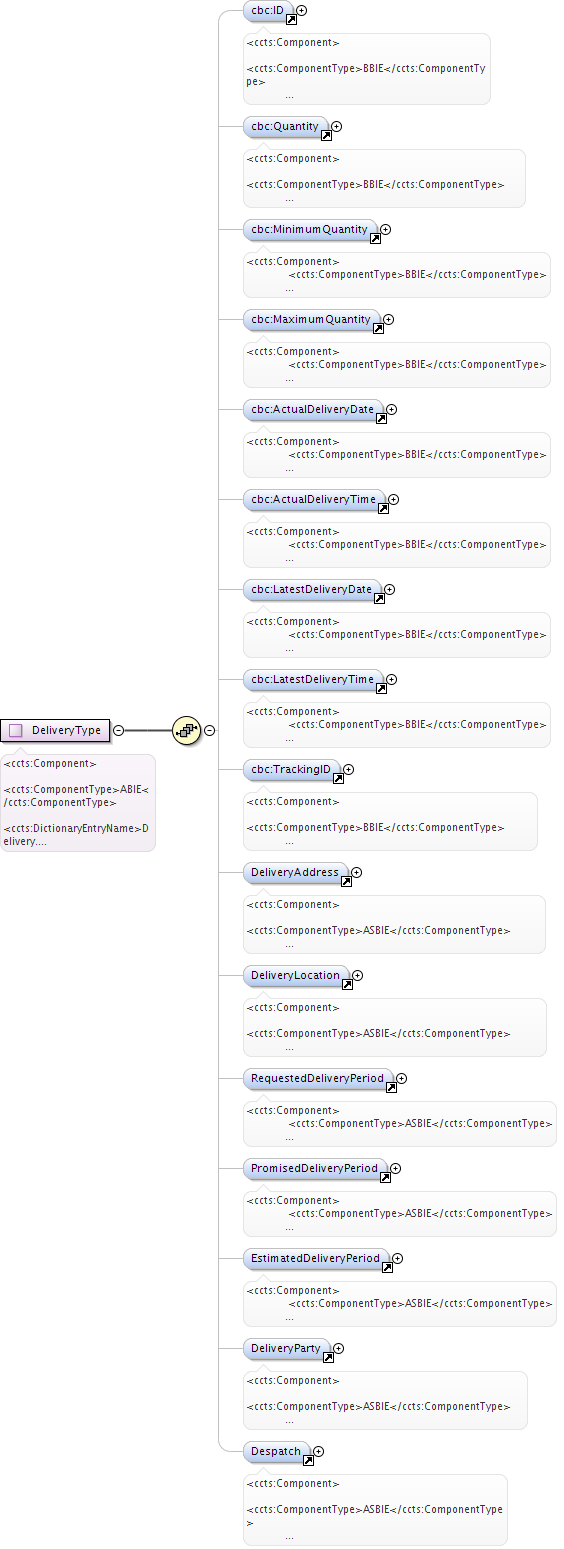 cbc:ID
<ccts:Component>
<ccts:ComponentType>BBIE</ccts:ComponentTy
pe>
...
cbc:Quantity
<ccts:Component>
<ccts:ComponentType>BBIE</ccts:ComponentType>
...
cbc:MinimumQuantity
<ccts:Component>
<ccts:ComponentType>BBIE</ccts:ComponentType>
...
cbc:MaximumQuantity
<ccts:Component>
<ccts:ComponentType>BBIE</ccts:ComponentType>
...
cbc:ActualDeliveryDate
<ccts:Component>
<ccts:ComponentType>BBIE</ccts:ComponentType>
...
cbc:ActualDeliveryTime
<ccts:Component>
<ccts:ComponentType>BBIE</ccts:ComponentType>
...
cbc:LatestDeliveryDate
<ccts:Component>
<ccts:ComponentType>BBIE</ccts:ComponentType>
...
cbc:LatestDeliveryTime
<ccts:Component>
<ccts:ComponentType>BBIE</ccts:ComponentType>
...
DeliveryType
<ccts:Component>
<ccts:ComponentType>ABIE<
/ccts:ComponentType>
<ccts:DictionaryEntryName>D
elivery....
cbc:TrackingID
<ccts:Component>
<ccts:ComponentType>BBIE</ccts:ComponentType>
...
DeliveryAddress
<ccts:Component>
<ccts:ComponentType>ASBIE</ccts:ComponentType>
...
DeliveryLocation
<ccts:Component>
<ccts:ComponentType>ASBIE</ccts:ComponentType>
...
RequestedDeliveryPeriod
<ccts:Component>
<ccts:ComponentType>ASBIE</ccts:ComponentType>
...
PromisedDeliveryPeriod
<ccts:Component>
<ccts:ComponentType>ASBIE</ccts:ComponentType>
...
EstimatedDeliveryPeriod
<ccts:Component>
<ccts:ComponentType>ASBIE</ccts:ComponentType>
...
DeliveryParty
<ccts:Component>
<ccts:ComponentType>ASBIE</ccts:ComponentType>
...
Despatch
<ccts:Component>
<ccts:ComponentType>ASBIE</ccts:ComponentType
>
...